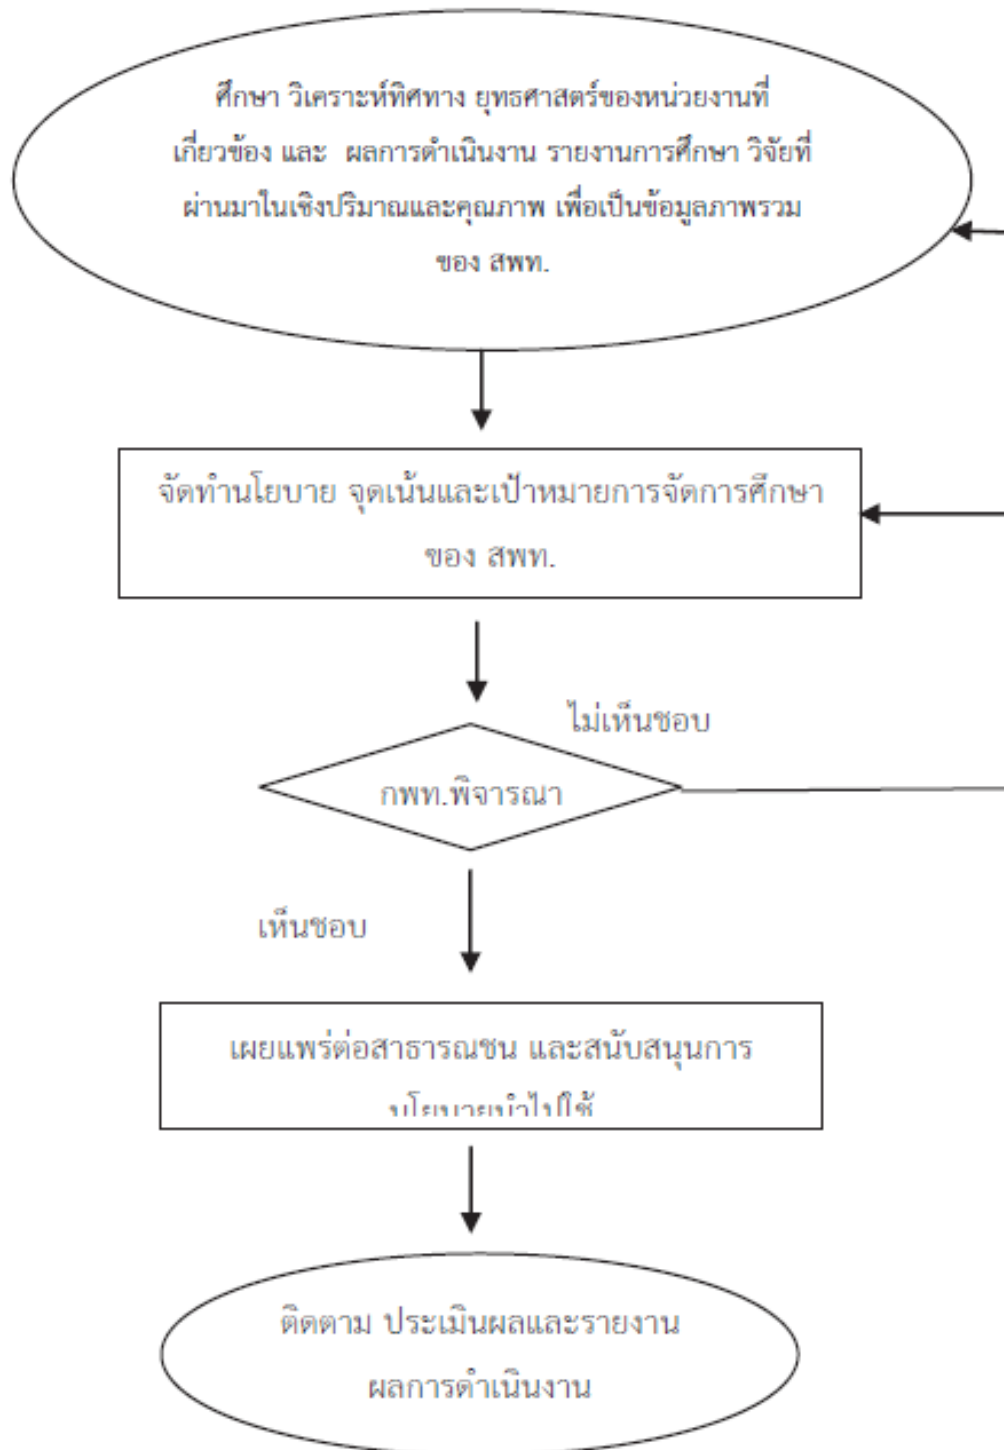 ศึกษา วิเคราะห์ทิศทาง ยุทธศาสตร์ของหน่วยงานที่
เกี่ยวข้อง และ ผลการดำเนินงาน รายงานการศึกษา วิจัยที่
ผ่านมาในเชิงปริมาณและคุณภาพ เพื่อเป็นข้อมูลภาพรวม
ของ สพท.
จัดทำนโยบาย จุดเน้นและเป้าหมายการจัดการศึกษา
ของ สพท.
ไม่เห็นชอบ
กพท.พิจารณา
เห็นชอบ
เผยแพร่ต่อสาธารณชน และสนับสนุนการ
นโยบายนำไปใช้
ติดตาม ประเมินผลและรายงาน
ผลการดำเนินงาน